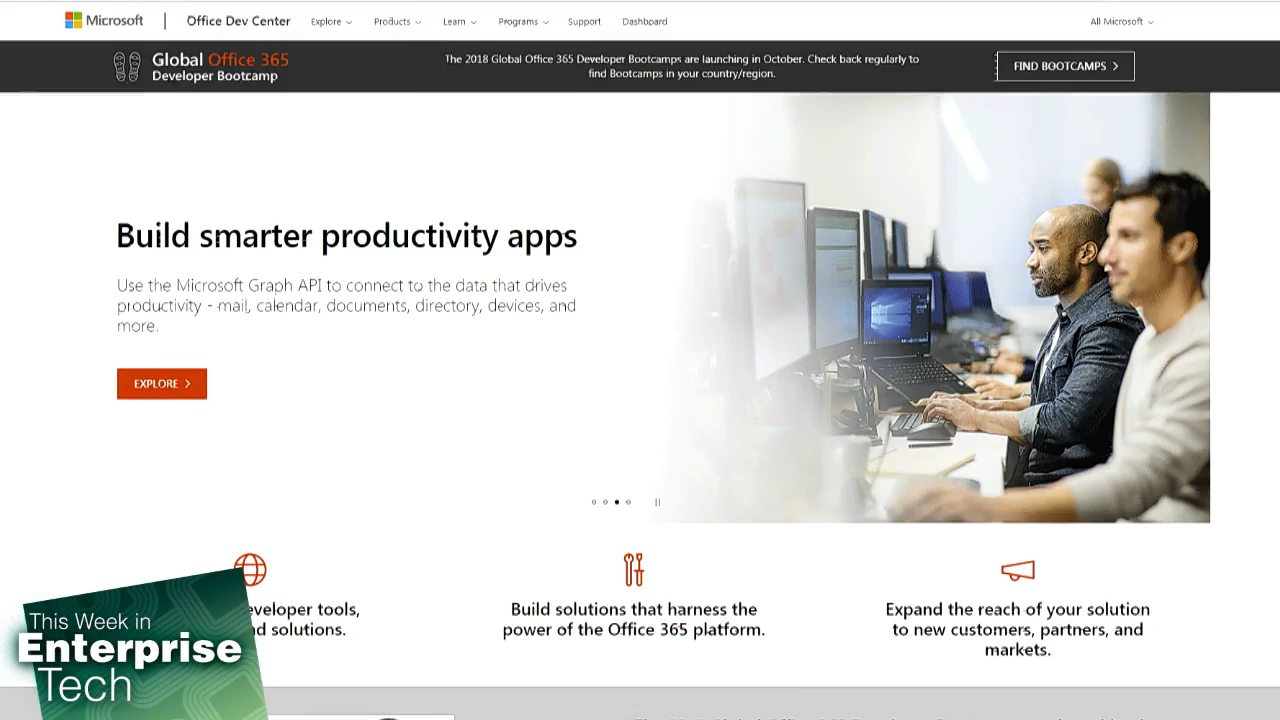 Microsoft
Office Dev Center
Explore
Products
Learn
Programs
Support
Dashboard
All Microsoft
Global Office 365
Developer Bootcamp
The 2018 Global Office 365 Developer Bootcamps are launching in October. Check back regularly to
find Bootcamps in your country/region.
FIND BOOTCAMPS
Build smarter productivity apps
Use the Microsoft Graph API to connect to the data that drives
productivity - mail, calendar, documents, directory, devices, and
more.
EXPLORE
developer tools,
solutions.
Build solutions that harness the
power of the Office 365 platform.
Expand the reach of your solution
to new customers, partners, and
markets.
This Week in
Enterprise
Tech